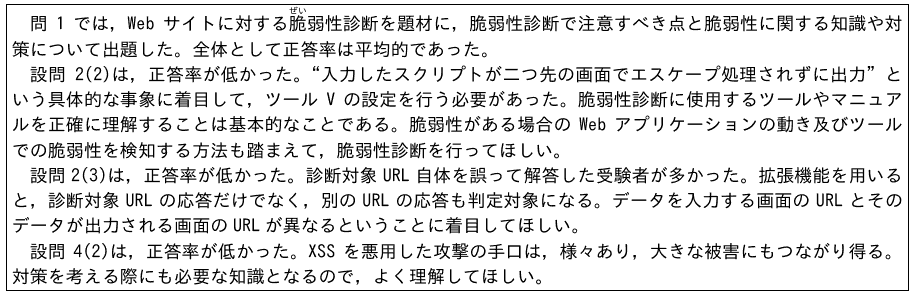 問 1 では，Web サイトに対する脆(ぜい)弱性診断を題材に，脆弱性診断で注意すべき点と脆弱性に関する知識や対
策について出題した。全体として正答率は平均的であった。
設問 2(2)は，正答率が低かった。“入力したスクリプトが二つ先の画面でエスケープ処理されずに出力”と
いう具体的な事象に着目して，ツール V の設定を行う必要があった。脆弱性診断に使用するツールやマニュア
ルを正確に理解することは基本的なことである。脆弱性がある場合の Web アプリケーションの動き及びツール
での脆弱性を検知する方法も踏まえて，脆弱性診断を行ってほしい。
設問 2(3)は，正答率が低かった。診断対象 URL 自体を誤って解答した受験者が多かった。拡張機能を用いる
と，診断対象 URL の応答だけでなく，別の URL の応答も判定対象になる。データを入力する画面の URL とその
データが出力される画面の URL が異なるということに着目してほしい。
設問 4(2)は，正答率が低かった。XSS を悪用した攻撃の手口は，様々あり，大きな被害にもつながり得る。
対策を考える際にも必要な知識となるので，よく理解してほしい。